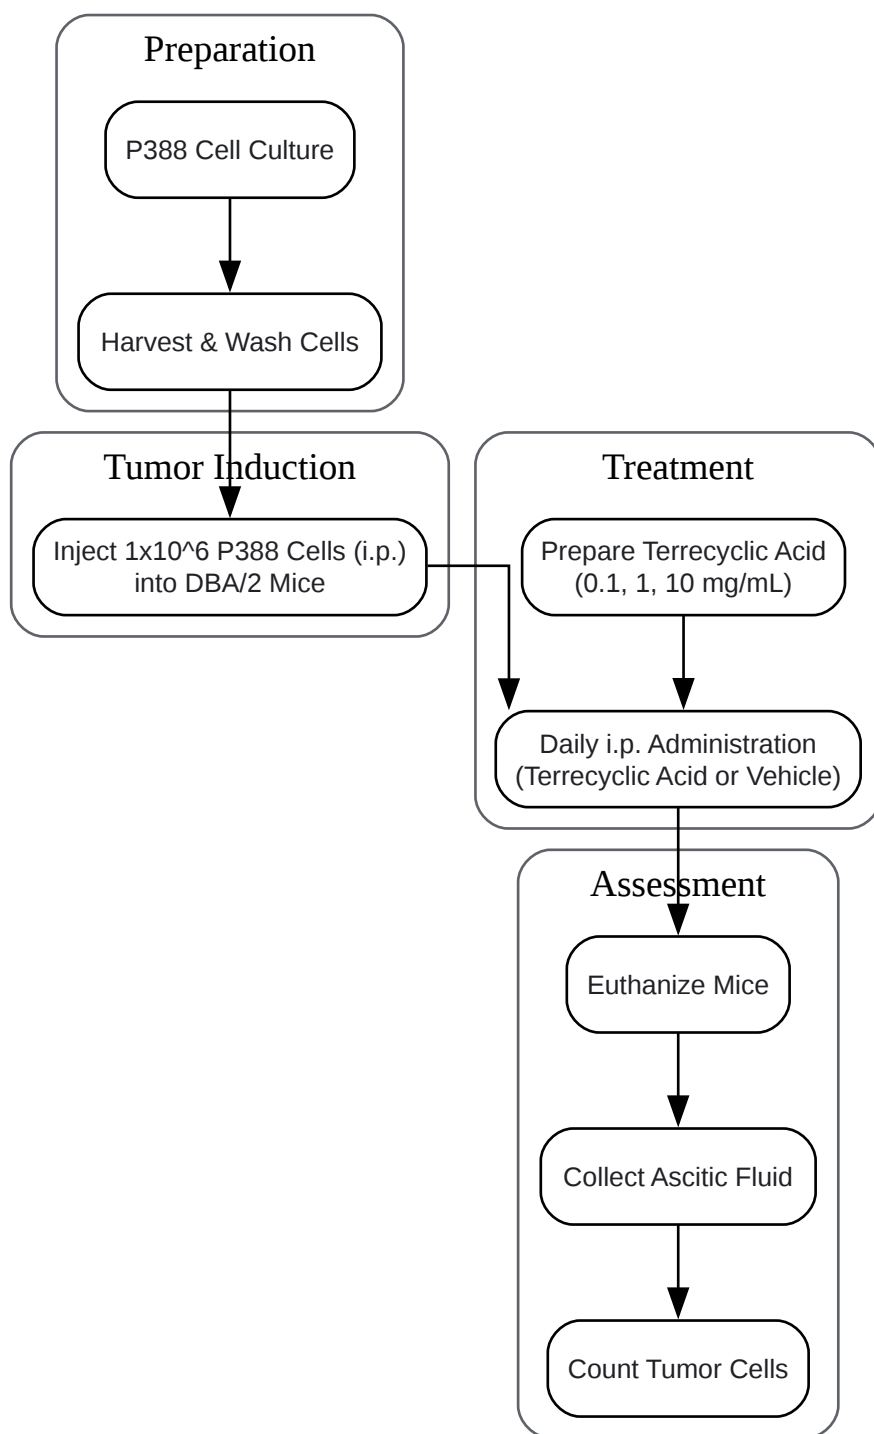 Preparation
P388 Cell Culture
Harvest & Wash Cells
Tumor Induction
Inject 1x10^6 P388 Cells (i.p.)
into DBA/2 Mice
Treatment
Prepare Terrecyclic Acid
(0.1, 1, 10 mg/mL)
Daily i.p. Administration
(Terrecyclic Acid or Vehicle)
Assessment
Euthanize Mice
Collect Ascitic Fluid
Count Tumor Cells